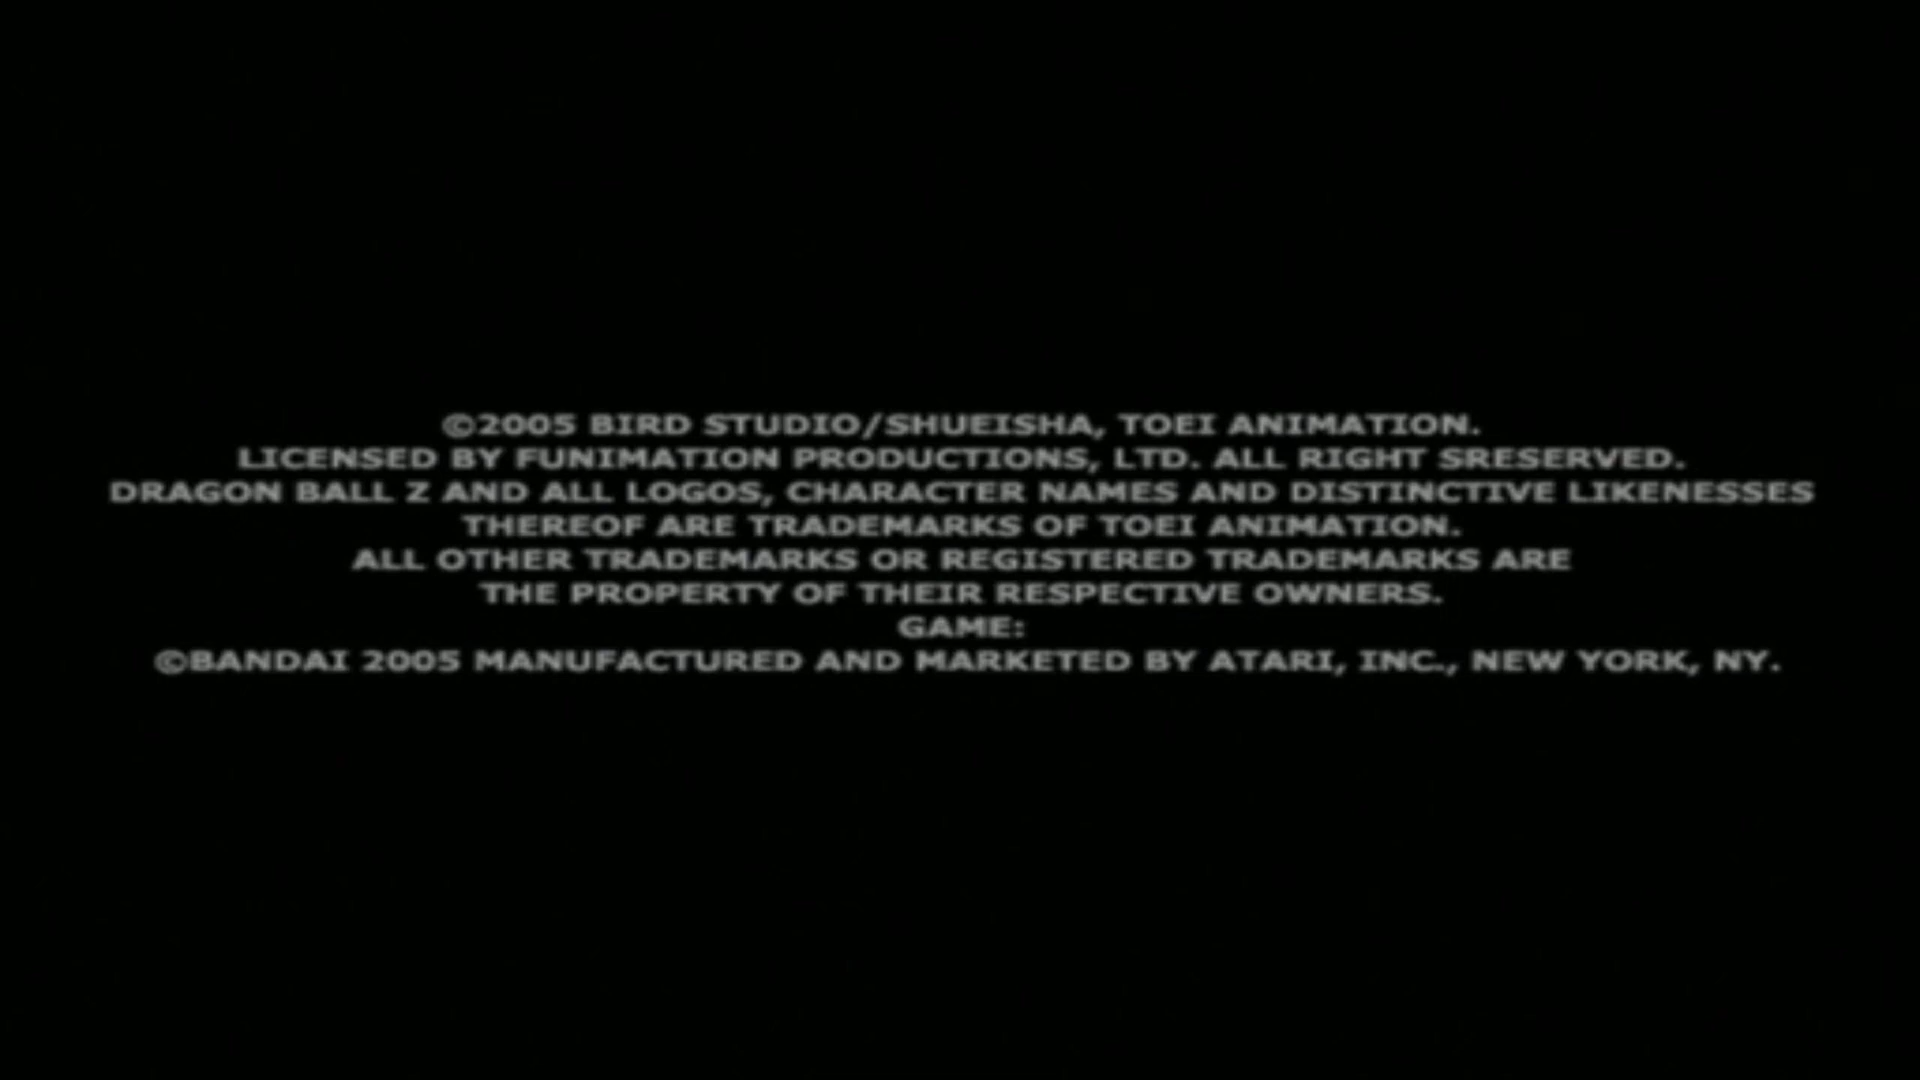 ©2005 BIRD STUDIO/SHUEISHA, TOEI ANIMATION.
LICENSED BY FUNIMATION PRODUCTIONS, LTD. ALL RIGHT SRESERVED.
DRAGON BALL Z AND ALL LOGOS, CHARACTER NAMES AND DISTINCTIVE LIKENESSES
THEREOF ARE TRADEMARKS OF TOEI ANIMATION.
ALL OTHER TRADEMARKS OR REGISTERED TRADEMARKS ARE
THE PROPERTY OF THEIR RESPECTIVE OWNERS.
GAME:
©BANDAI 2005 MANUFACTURED AND MARKETED BY ATARI, INC., NEW YORK, NY.